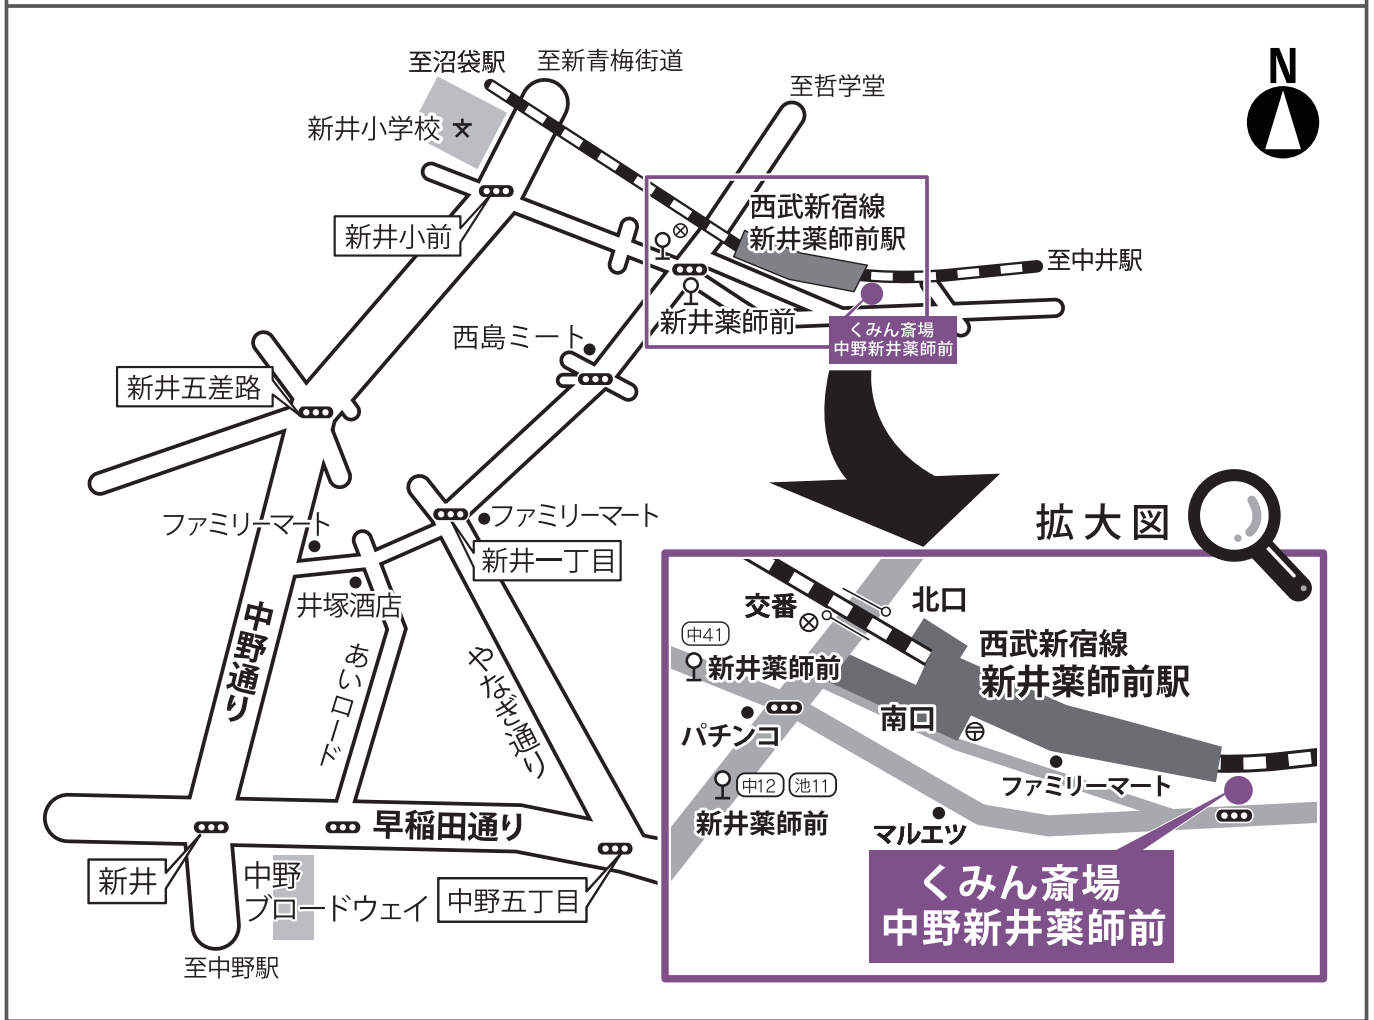 至沼袋駅
至新青梅街道
至哲学堂
N
新井小学校
文
新井小前
西武新宿線
新井薬師前駅
至中井駅
新井薬師前
西島ミート
くみん斎場
中野新井薬師前
新井五差路
ファミリーマート
ファミリーマート
新井一丁目
井塚酒店
中野通り
あいロード
やなぎ通り
早稲田通り
新井
中野
ブロードウェイ
中野五丁目
至中野駅
拡大図
交番
北口
中41
新井薬師前
西武新宿線
新井薬師前駅
南口
パチンコ
ファミリーマート
中12
池11
新井薬師前
マルエツ
くみん斎場
中野新井薬師前